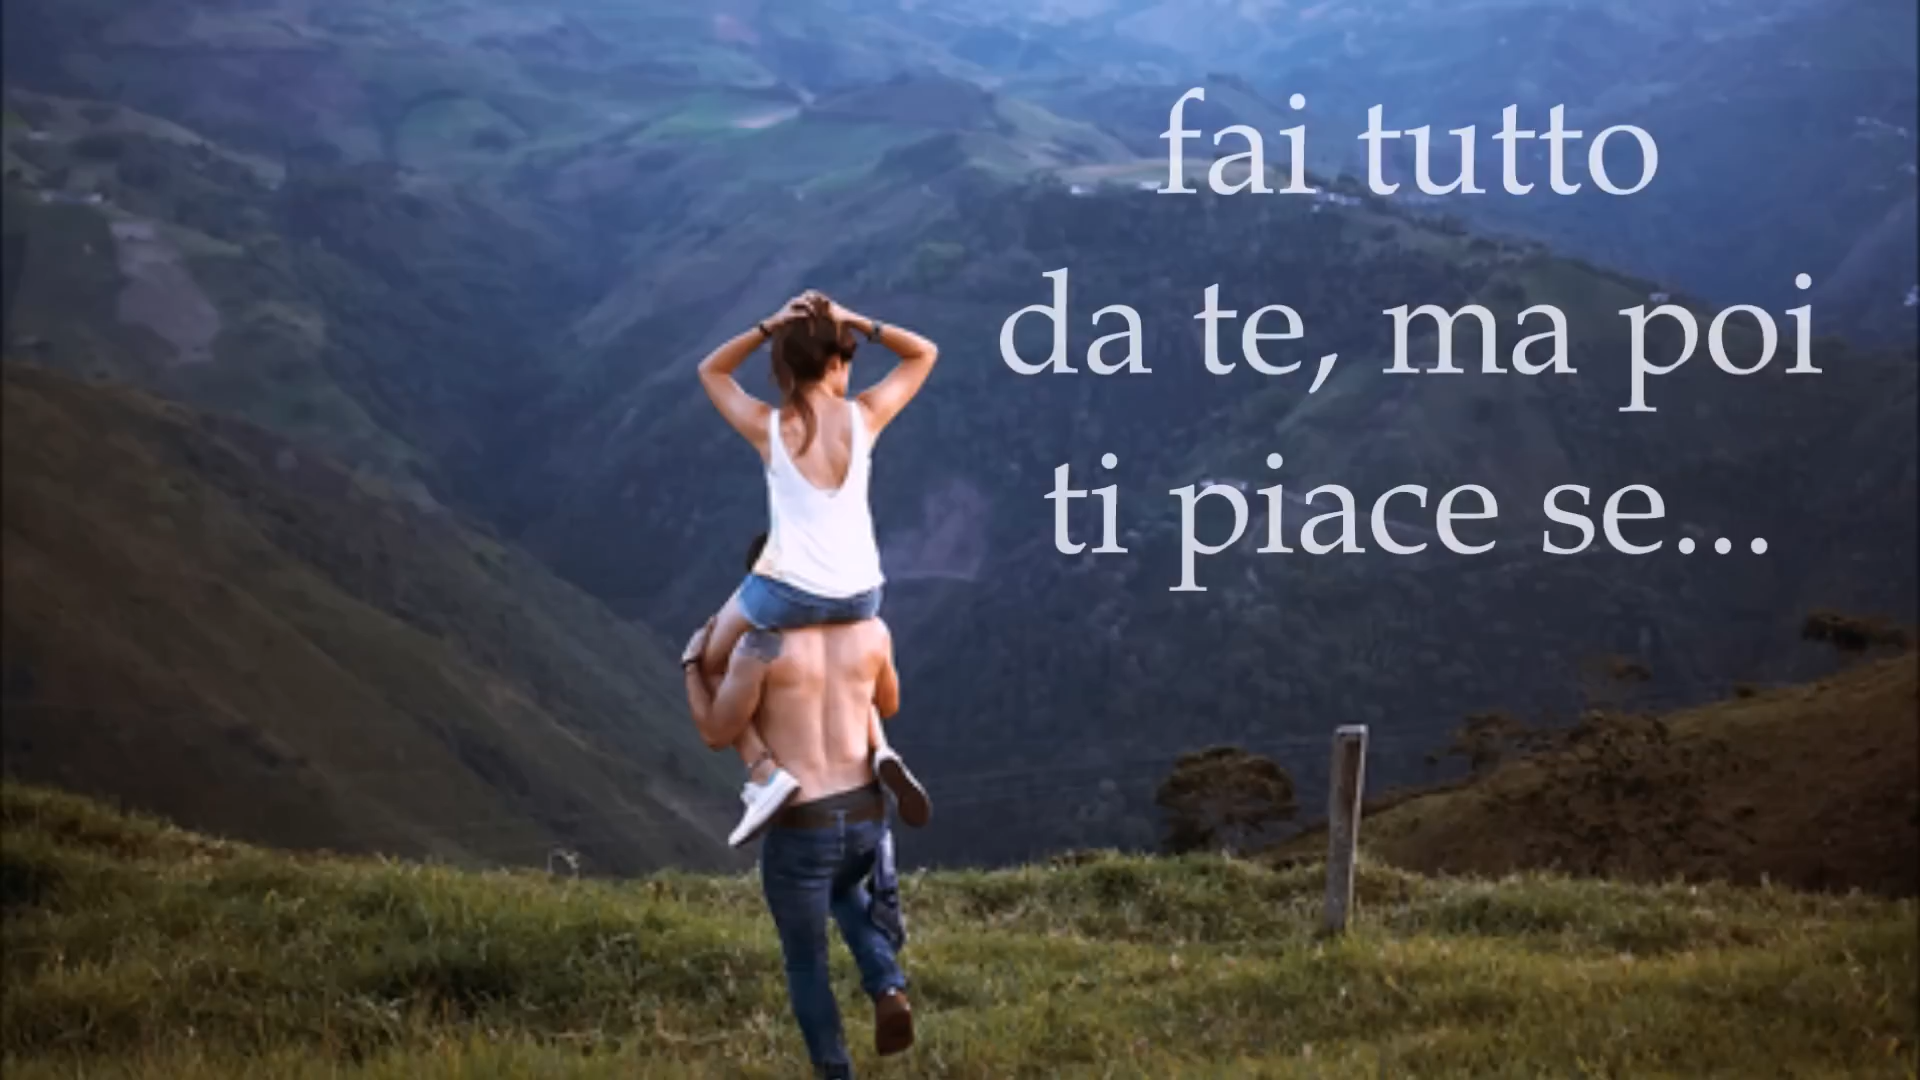 fai tutto
da te, ma poi
ti piace se...